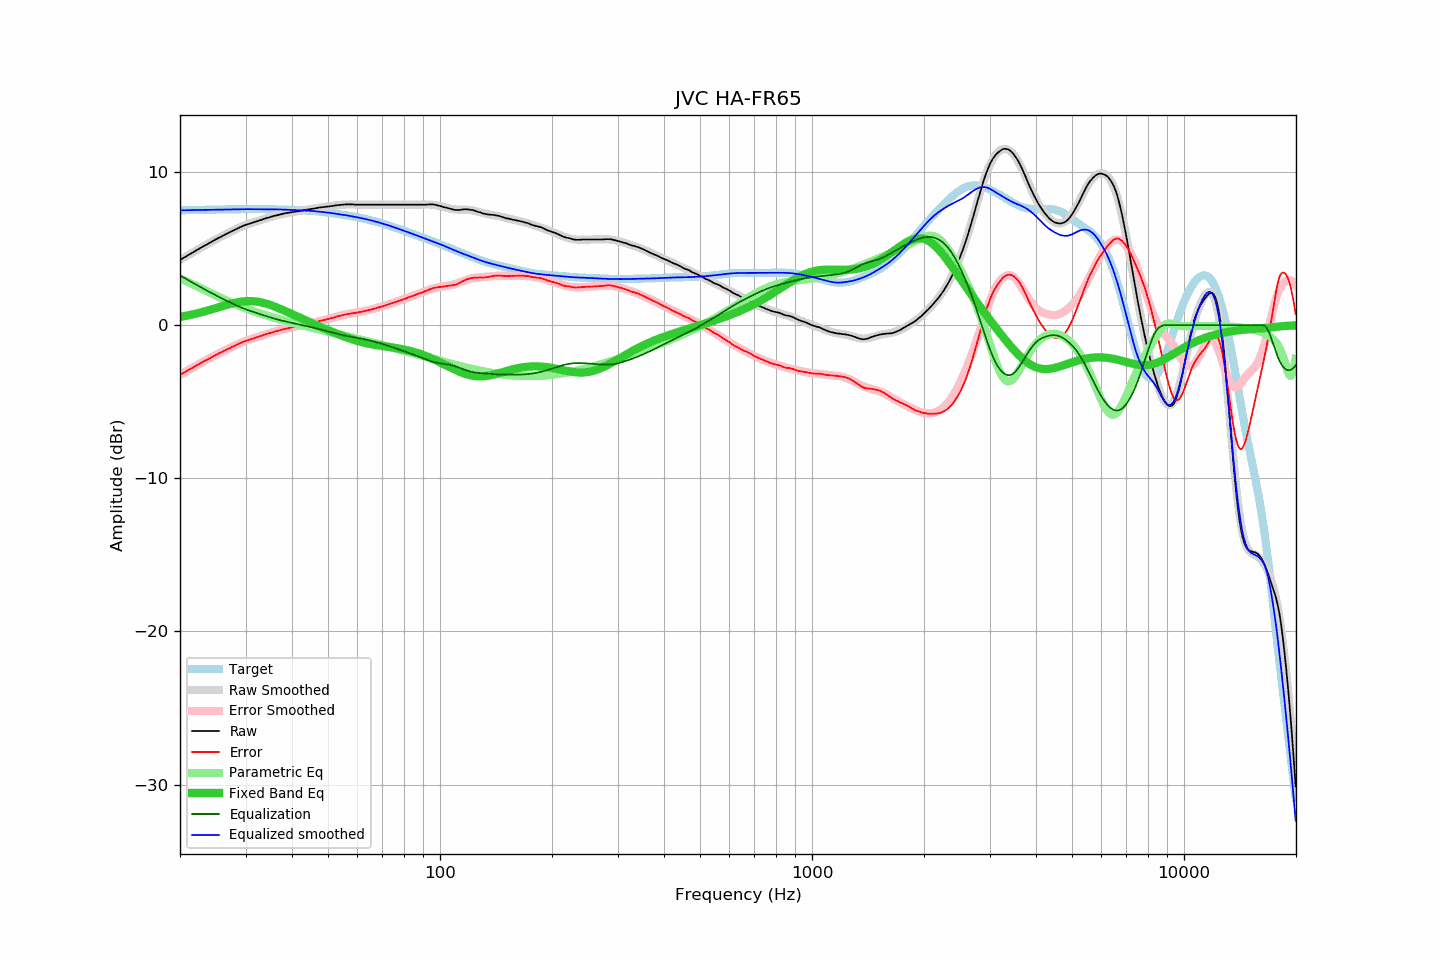 JVC HA-FR65
10
0
−10
−20
−30
Amplitude (dBr)
Target
Raw Smoothed
Error Smoothed
Raw
Error
Parametric Eq
Fixed Band Eq
Equalization
Equalized smoothed
100 1000 10000
Frequency (Hz)